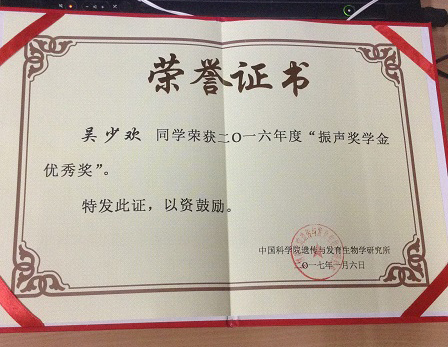 荣誉证书
吴少欢 同学荣获二〇一六年度“振声奖学金
优秀奖”。
特发此证，以资鼓励。
中国科学院遗传与发育生物学研究所
二〇一七年一月六日